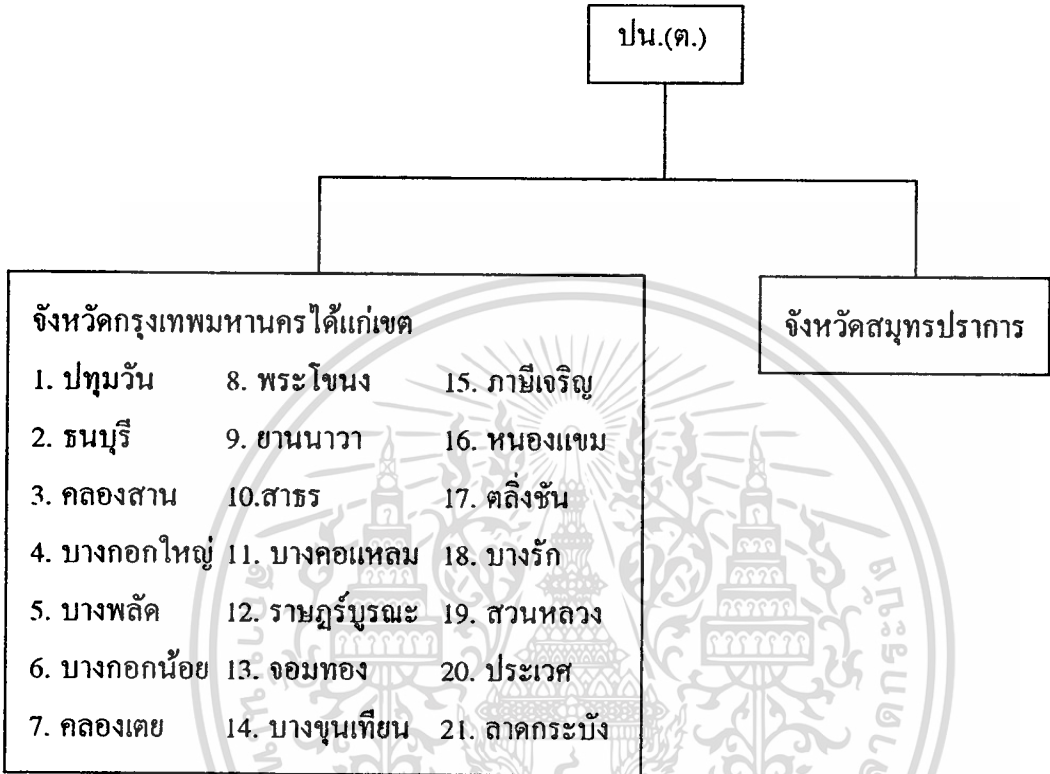 ปน.(ต.)
จังหวัดกรุงเทพมหานครได้แก่เขต
1. ปทุมวัน 8. พระโขนง 15. ภาษีเจริญ
2. ธนบุรี 9. ยานนาวา 16. หนองแขม
3. คลองสาน 10.สาธร 17. ตลิ่งชัน
4. บางกอกใหญ่ 11. บางคอแหลม 18. บางรัก
5. บางพลัด 12. ราษฎร์บูรณะ 19. สวนหลวง
6. บางกอกน้อย 13. จอมทอง 20. ประเวศ
7. คลองเตย 14. บางขุนเทียน 21. ลาดกระบัง
จังหวัดสมุทรปราการ